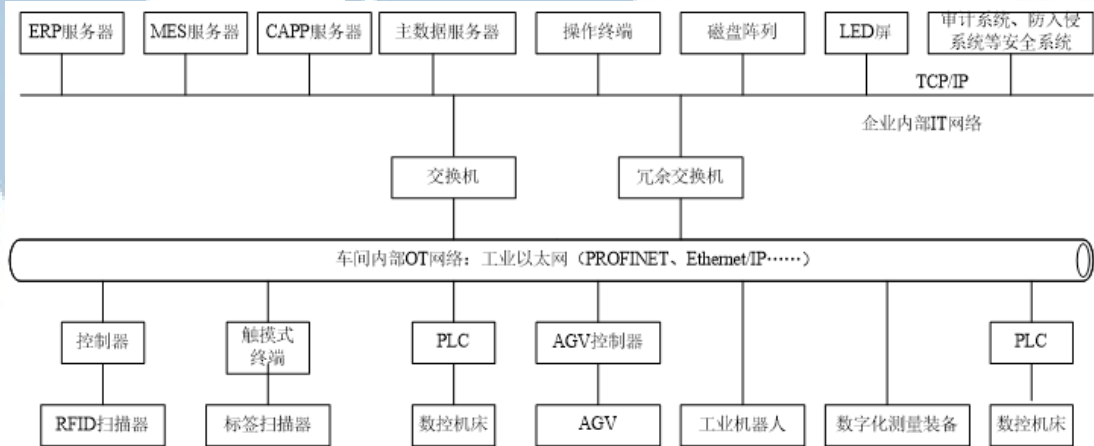 ERP服务器
MES服务器
CAPP服务器
主数据服务器
操作终端
磁盘阵列
LED屏
审计系统、防入侵
系统等安全系统
TCP/IP
企业内部IT网络
交换机
冗余交换机
车间内部OT网络：工业以太网（PROFINET、Ethernet/IP……）
控制器
触摸式
终端
PLC
AGV控制器
PLC
RFID扫描器
标签扫描器
数控机床
AGV
工业机器人
数字化测量装备
数控机床